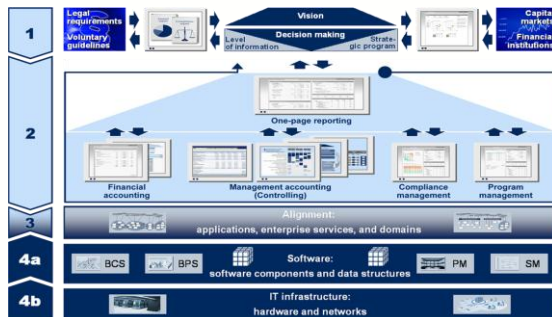 1
Legal
requirements
Voluntary
guidelines
Vision
Decision making
Level
of information
Strate-
gic program
Capital
markets
Financial
institutions
2
One-page reporting
Financial
accounting
Management accounting
(Controlling)
Compliance
management
Program
management
3
Alignment:
applications, enterprise services, and domains
4a
BCS
BPS
Software:
software components and data structures
PM
SM
4b
IT infrastructure:
hardware and networks